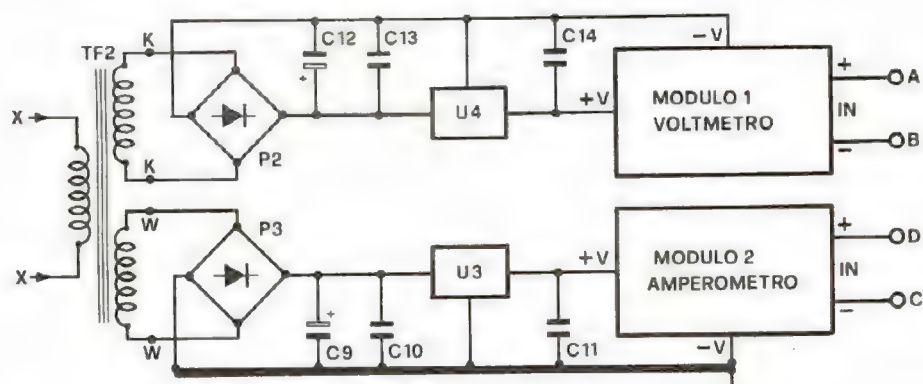 TF2
X
X
K
K
W
W
P2
P3
C12
+
C13
U4
C14
+V
-V
MODULO 1
VOLTMETRO
+
IN
-
A
B
C9
+
C10
U3
C11
+V
-V
MODULO 2
AMPEROMETRO
+
IN
-
D
C